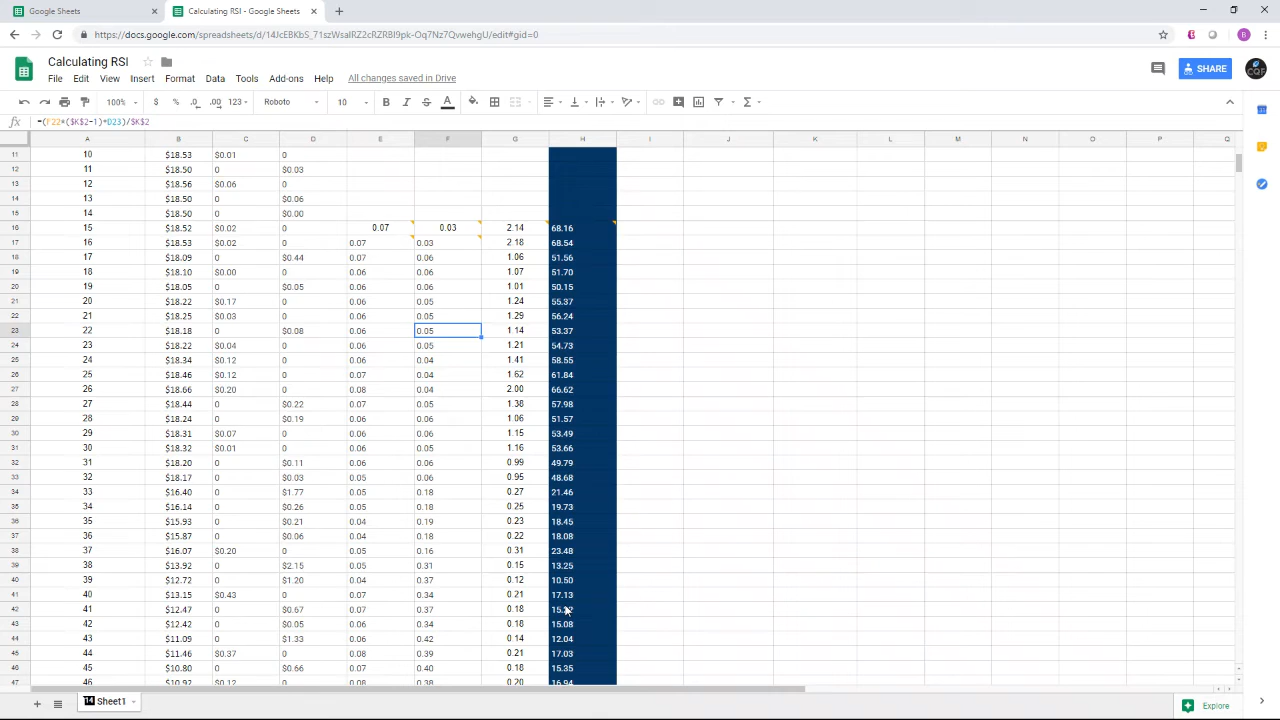 Google Sheets
Calculating RSI - Google Sheets
https://docs.google.com/spreadsheets/d/14JcEBKbS_71szWsaIRZ2cRZRBI9pk-Oq7Nz7QvwehgU/edit#gid=0
B
Calculating RSI
SHARE
CQF
File Edit View Insert Format Data Tools Add-ons Help All changes saved in Drive
100% $ % .0 .00 123 Roboto 10 B I S A
fx =(F22*($K$2-1)+D23)/$K$2
A B C D E F G H I J K L M N O P Q
11 10 $18.53 $0.01 0
12 11 $18.50 0 $0.03
13 12 $18.56 $0.06 0
14 13 $18.50 0 $0.06
15 14 $18.50 0 $0.00
16 15 $18.52 $0.02 0 0.07 0.03 2.14 68.16
17 16 $18.53 $0.02 0 0.07 0.03 2.18 68.54
18 17 $18.09 0 $0.44 0.07 0.06 1.06 51.56
19 18 $18.10 $0.00 0 0.06 0.06 1.07 51.70
20 19 $18.05 0 $0.05 0.06 0.06 1.01 50.15
21 20 $18.22 $0.17 0 0.06 0.05 1.24 55.37
22 21 $18.25 $0.03 0 0.06 0.05 1.29 56.24
23 22 $18.18 0 $0.08 0.06 0.05 1.14 53.37
24 23 $18.22 $0.04 0 0.06 0.05 1.21 54.73
25 24 $18.34 $0.12 0 0.06 0.04 1.41 58.55
26 25 $18.46 $0.12 0 0.07 0.04 1.62 61.84
27 26 $18.66 $0.20 0 0.08 0.04 2.00 66.62
28 27 $18.44 0 $0.22 0.07 0.05 1.38 57.98
29 28 $18.24 0 0.06 0.06 1.06 51.57
30 29 $18.31 $0.07 0 0.06 0.06 1.15 53.49
31 30 $18.32 $0.01 0 0.06 0.05 1.16 53.66
32 31 $18.20 0 $0.11 0.06 0.06 0.99 49.79
33 32 $18.17 0 $0.03 0.05 0.06 0.95 48.68
34 33 $16.40 0 $177 0.05 0.18 0.27 21.46
35 34 $16.14 0 $0.26 0.05 0.18 0.25 19.73
36 35 $15.93 0 $0.21 0.04 0.19 0.23 18.45
37 36 $15.87 0 $0.06 0.04 0.18 0.22 18.08
38 37 $16.07 $0.20 0 0.05 0.16 0.31 23.48
39 38 $13.92 0 $2.15 0.05 0.31 0.15 13.25
40 39 $12.72 0 $1.20 0.04 0.37 0.12 10.50
41 40 $13.15 $0.43 0 0.07 0.34 0.21 17.13
42 41 $12.47 0 $0.67 0.07 0.37 0.18
43 42 $12.42 0 $0.05 0.06 0.34 0.18 15.08
44 43 $11.09 0 $1.33 0.06 0.42 0.14 12.04
45 44 $11.46 $0.37 0 0.08 0.39 0.21 17.03
46 45 $10.80 0 $0.66 0.07 0.40 0.18 15.35
47 46 $10.92 $0.12 0 0.08 0.38 0.20 16.94
14 Sheet1
Explore